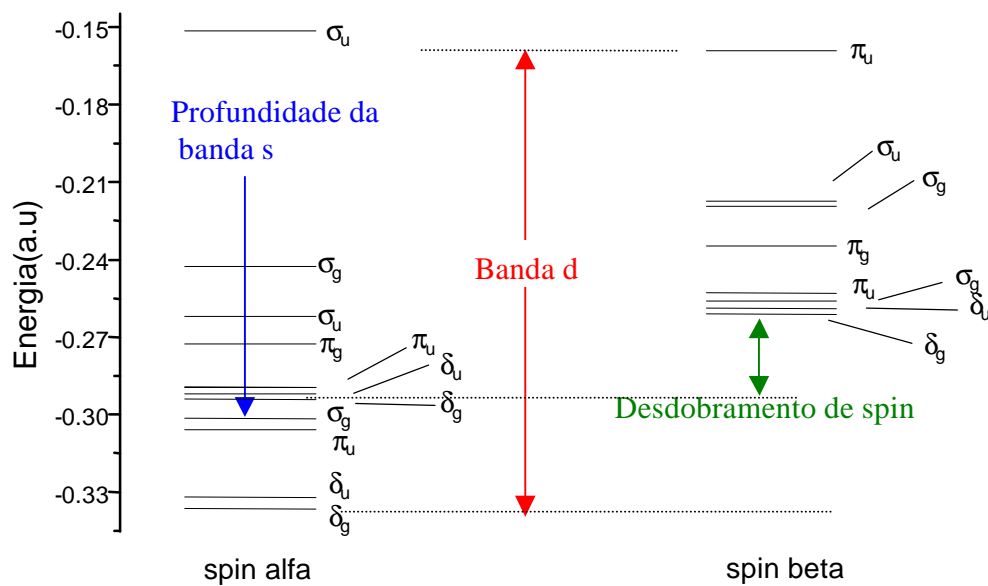 Energia(a.u)
-0.15
-0.18
-0.21
-0.24
-0.27
-0.30
-0.33
σu
Profundidade da
banda s
σg
σu
πg
πu
δu
δg
σg
πu
δu
δg
spin alfa
Banda d
πu
σu
σg
πg
πu
σg
δu
δg
Desdobramento de spin
spin beta